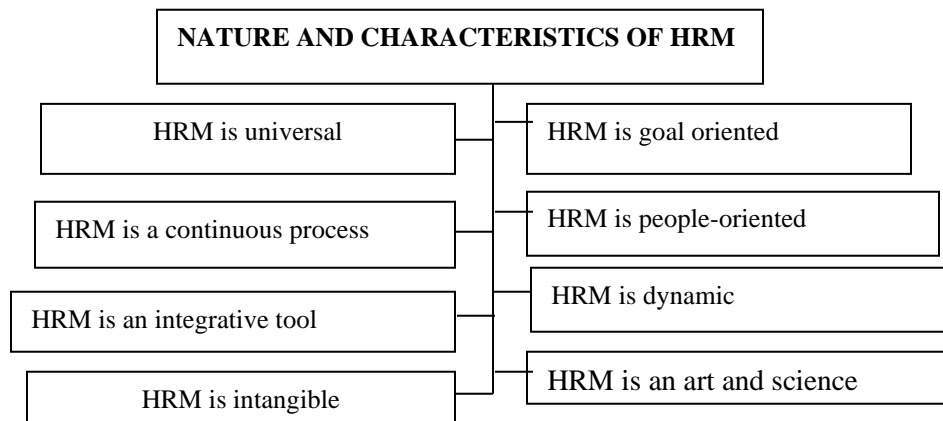 NATURE AND CHARACTERISTICS OF HRM
HRM is universal
HRM is goal oriented
HRM is a continuous process
HRM is people-oriented
HRM is an integrative tool
HRM is dynamic
HRM is intangible
HRM is an art and science